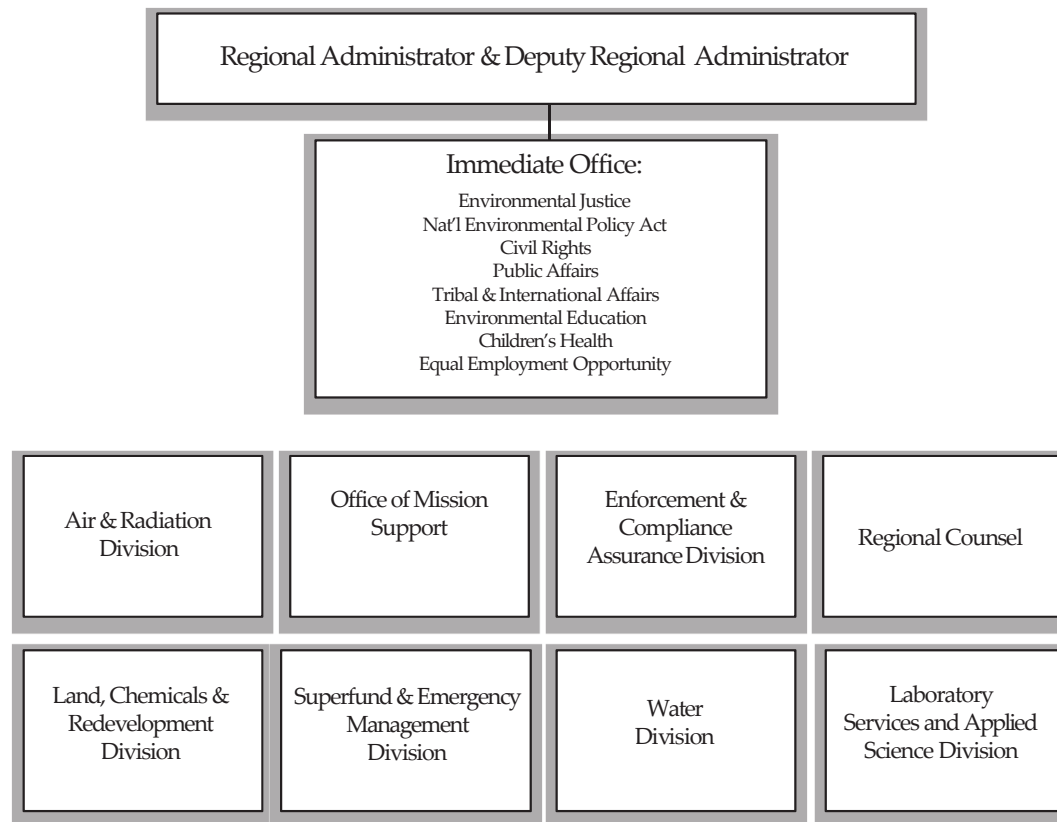 Regional Administrator & Deputy Regional Administrator
Immediate Office:
Environmental Justice
Nat'l Environmental Policy Act
Civil Rights
Public Affairs
Tribal & International Affairs
Environmental Education
Children's Health
Equal Employment Opportunity
Air & Radiation
Division
Office of Mission
Support
Enforcement &
Compliance
Assurance Division
Regional Counsel
Land, Chemicals &
Redevelopment
Division
Superfund & Emergency
Management
Division
Water
Division
Laboratory
Services and Applied
Science Division